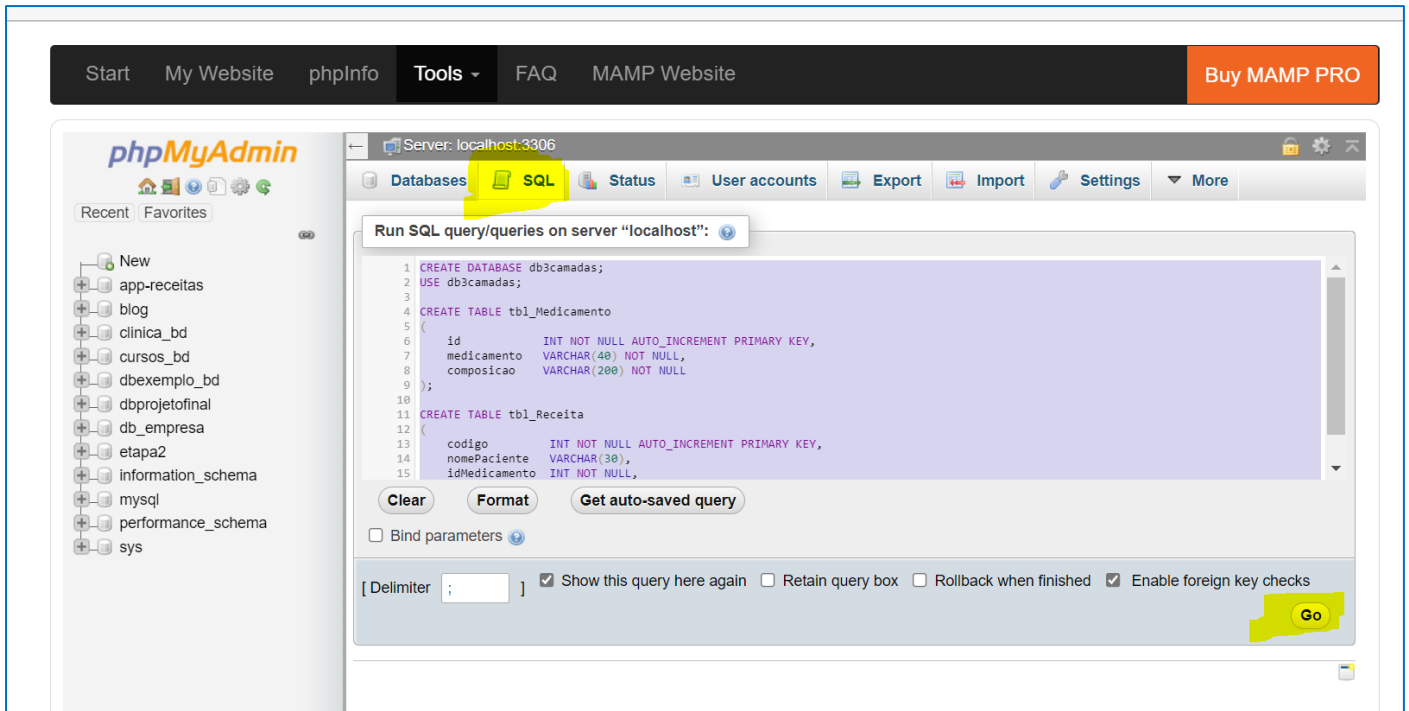 Start My Website phpInfo Tools FAQ MAMP Website Buy MAMP PRO
phpMyAdmin
Recent Favorites
New
app-receitas
blog
clinica_bd
cursos_bd
dbexemplo_bd
dbprojetofinal
db_empresa
etapa2
information_schema
mysql
performance_schema
sys
Server: localhost:3306
Databases SQL Status User accounts Export Import Settings More
Run SQL query/queries on server “localhost”:
1 CREATE DATABASE db3camadas;
2 USE db3camadas;
3
4 CREATE TABLE tbl_Medicamento
5 (
6 id INT NOT NULL AUTO_INCREMENT PRIMARY KEY,
7 medicamento VARCHAR(40) NOT NULL,
8 composicao VARCHAR(200) NOT NULL
9 );
10
11 CREATE TABLE tbl_Receita
12 (
13 codigo INT NOT NULL AUTO_INCREMENT PRIMARY KEY,
14 nomePaciente VARCHAR(30),
15 idMedicamento INT NOT NULL,
Clear Format Get auto-saved query
Bind parameters
[ Delimiter ; ] Show this query here again Retain query box Rollback when finished Enable foreign key checks
Go